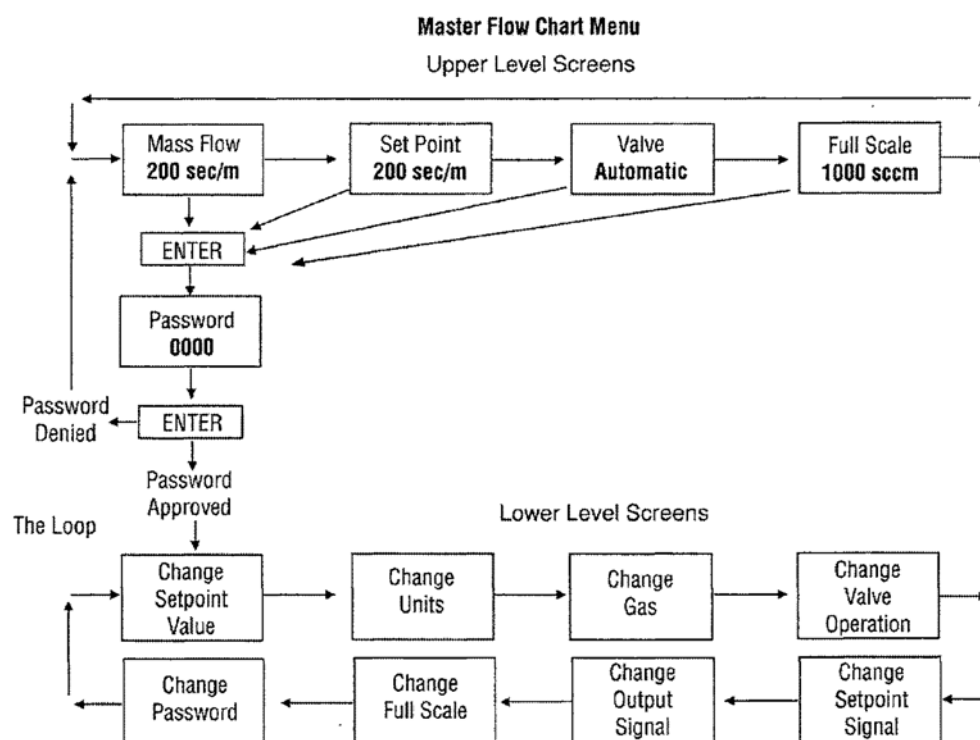 Master Flow Chart Menu
Upper Level Screens
Mass Flow
200 sec/m
Set Point
200 sec/m
Valve
Automatic
Full Scale
1000 sccm
ENTER
Password
0000
ENTER
Password
Denied
Password
Approved
The Loop
Lower Level Screens
Change
Setpoint
Value
Change
Units
Change
Gas
Change
Valve
Operation
Change
Password
Change
Full Scale
Change
Output
Signal
Change
Setpoint
Signal